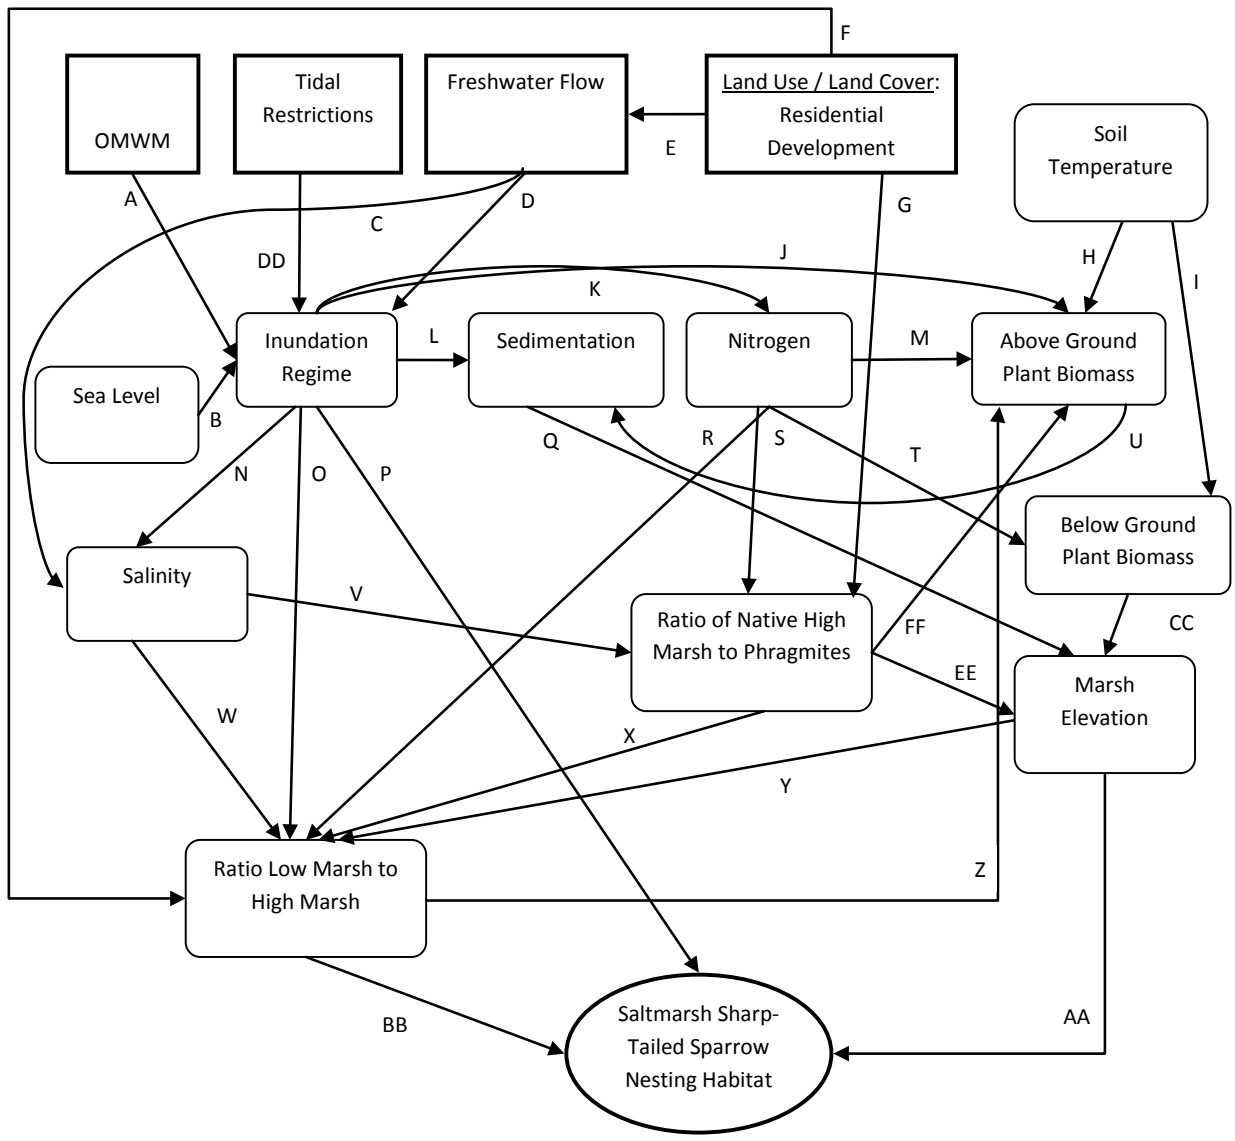 F
OMWM
Tidal
Restrictions
Freshwater Flow
Land Use / Land Cover:
Residential
Development
Soil
Temperature
E
A
C
D
G
DD
J
H
I
K
Inundation
Regime
L
Sedimentation
Nitrogen
M
Above Ground
Plant Biomass
Sea Level
B
N
O
P
Q
R
S
T
U
Below Ground
Plant Biomass
Salinity
V
Ratio of Native High
Marsh to Phragmites
FF
CC
EE
Marsh
Elevation
W
X
Y
Ratio Low Marsh to
High Marsh
Z
BB
Saltmarsh Sharp-
Tailed Sparrow
Nesting Habitat
AA